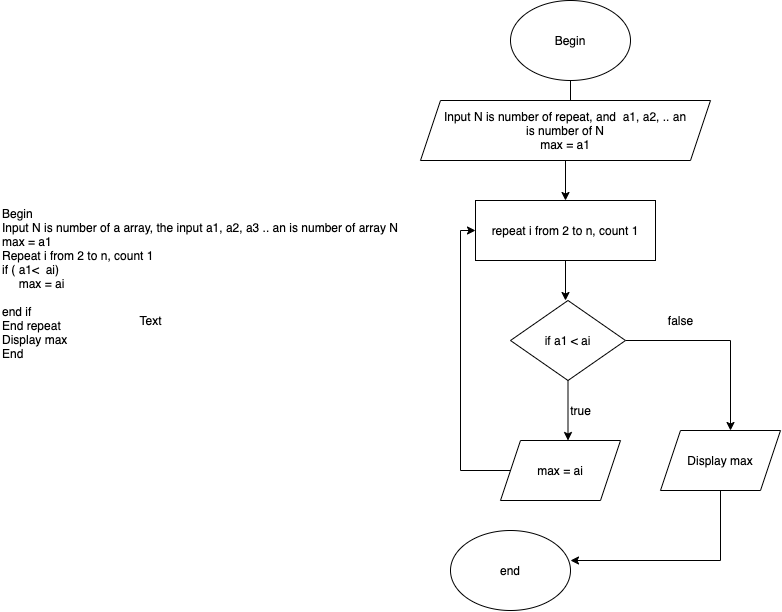 Begin
Input N is number of repeat, and  a1, a2, .. an
is number of N
max = a1
Begin
Input N is number of a array, the input a1, a2, a3 .. an is number of array N
max = a1
Repeat i from 2 to n, count 1
if ( a1<  ai)
max = ai
end if
End repeat
Display max
End
Text
repeat i from 2 to n, count 1
if a1 < ai
false
true
max = ai
Display max
end